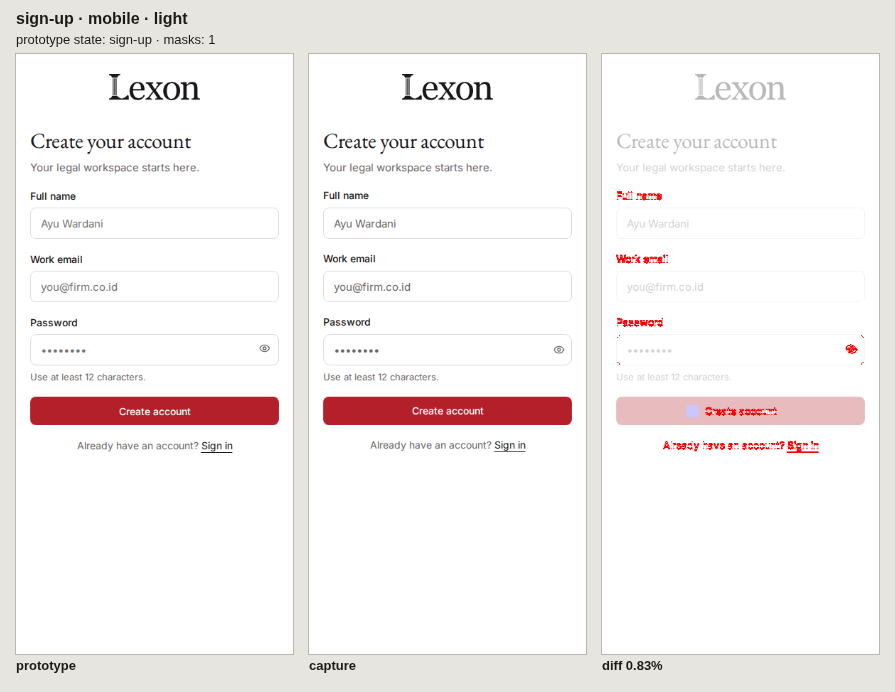 sign-up · mobile · light
prototype state: sign-up · masks: 1
Lexon
Create your account
Your legal workspace starts here.
Full name
Ayu Wardani
Work email
you@firm.co.id
Password
••••••••
Use at least 12 characters.
Create account
Already have an account? Sign in
prototype
Lexon
Create your account
Your legal workspace starts here.
Full name
Ayu Wardani
Work email
you@firm.co.id
Password
••••••••
Use at least 12 characters.
Create account
Already have an account? Sign in
capture
Lexon
Create your account
Your legal workspace starts here.
Full name
Ayu Wardani
Work email
you@firm.co.id
Password
••••••••
Use at least 12 characters.
Create account
Already have an account? Sign in
diff 0.83%